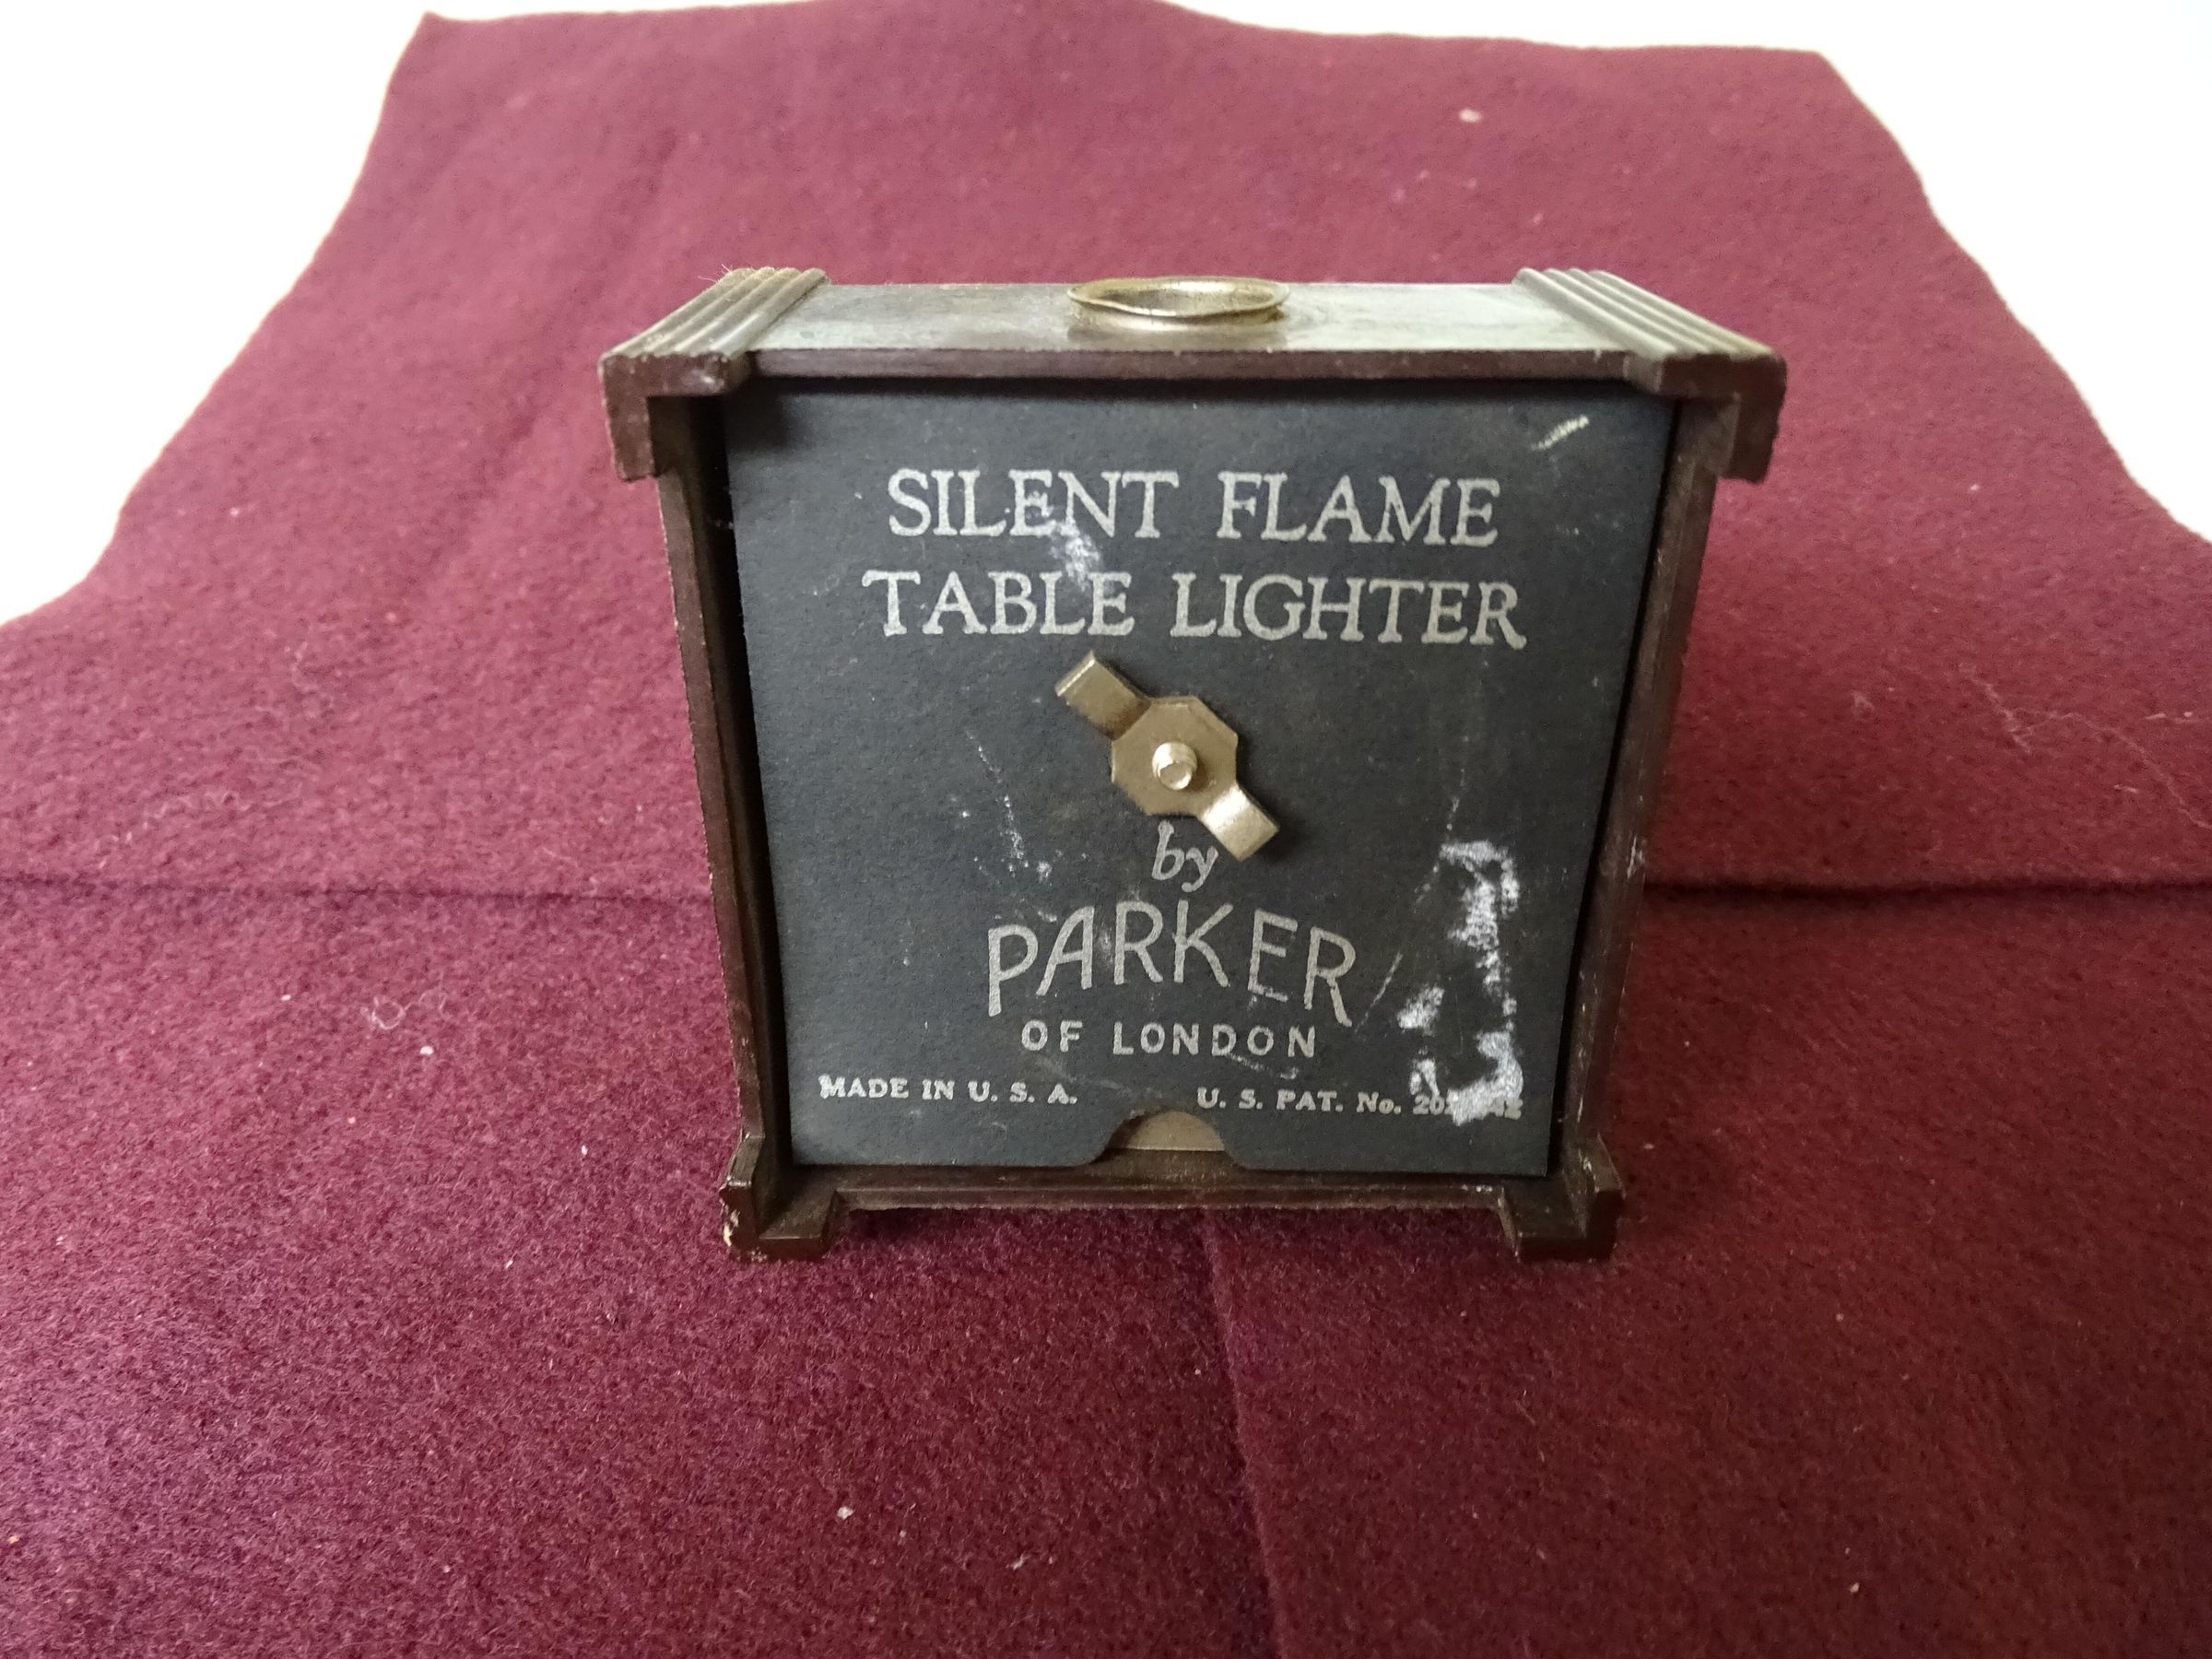 SILENT FLAME
TABLE LIGHTER
by
PARKER
OF LONDON
MADE IN U. S. A.
U. S. PAT. No.